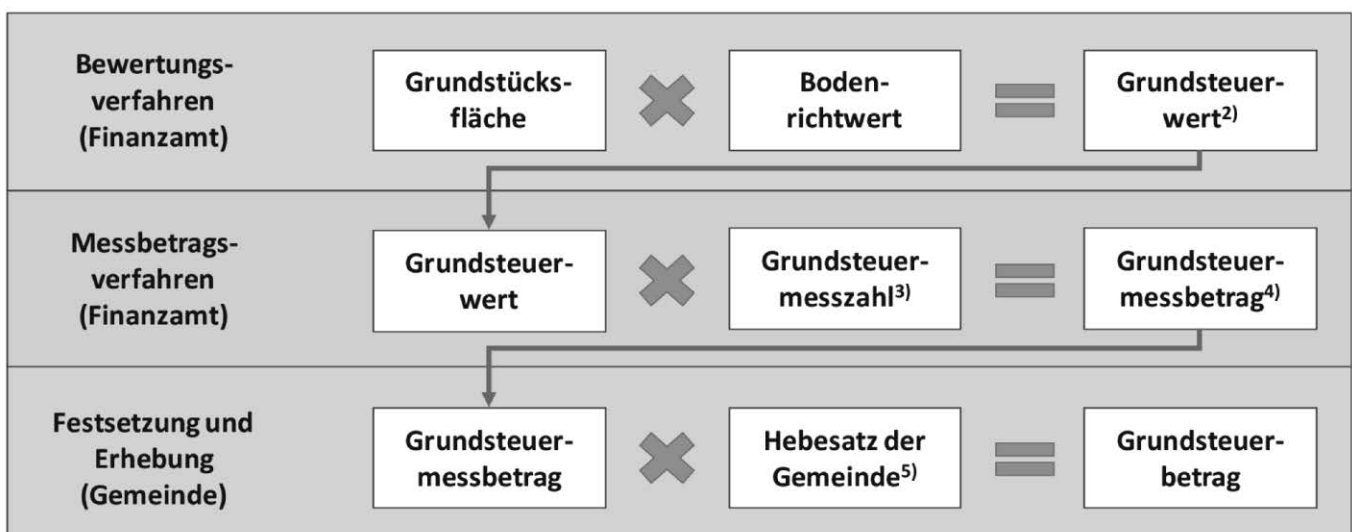 Bewertungs-
verfahren
(Finanzamt)
Grundstücks-
fläche
Boden-
richtwert
Grundsteuer-
wert2)
Messbetrags-
verfahren
(Finanzamt)
Grundsteuer-
wert
Grundsteuer-
messzahl3)
Grundsteuer-
messbetrag4)
Festsetzung und
Erhebung
(Gemeinde)
Grundsteuer-
messbetrag
Hebesatz der
Gemeinde5)
Grundsteuer-
betrag